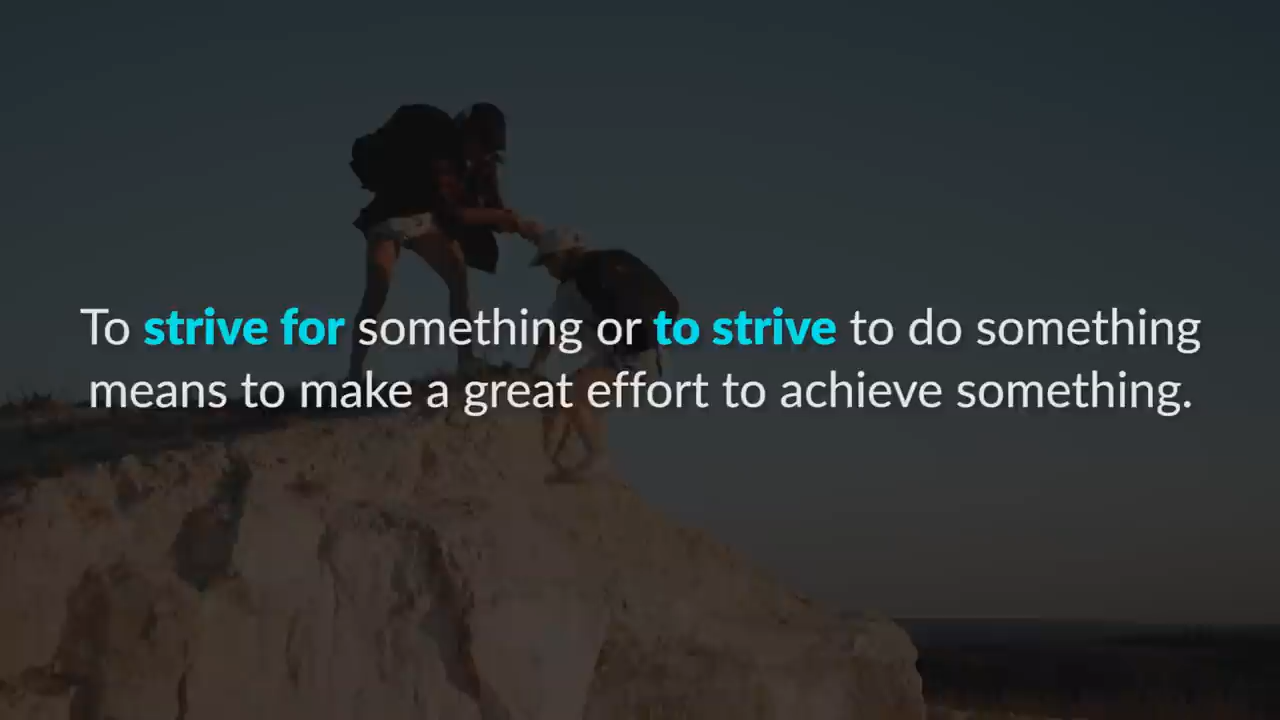 To strive for something or to strive to do something
means to make a great effort to achieve something.